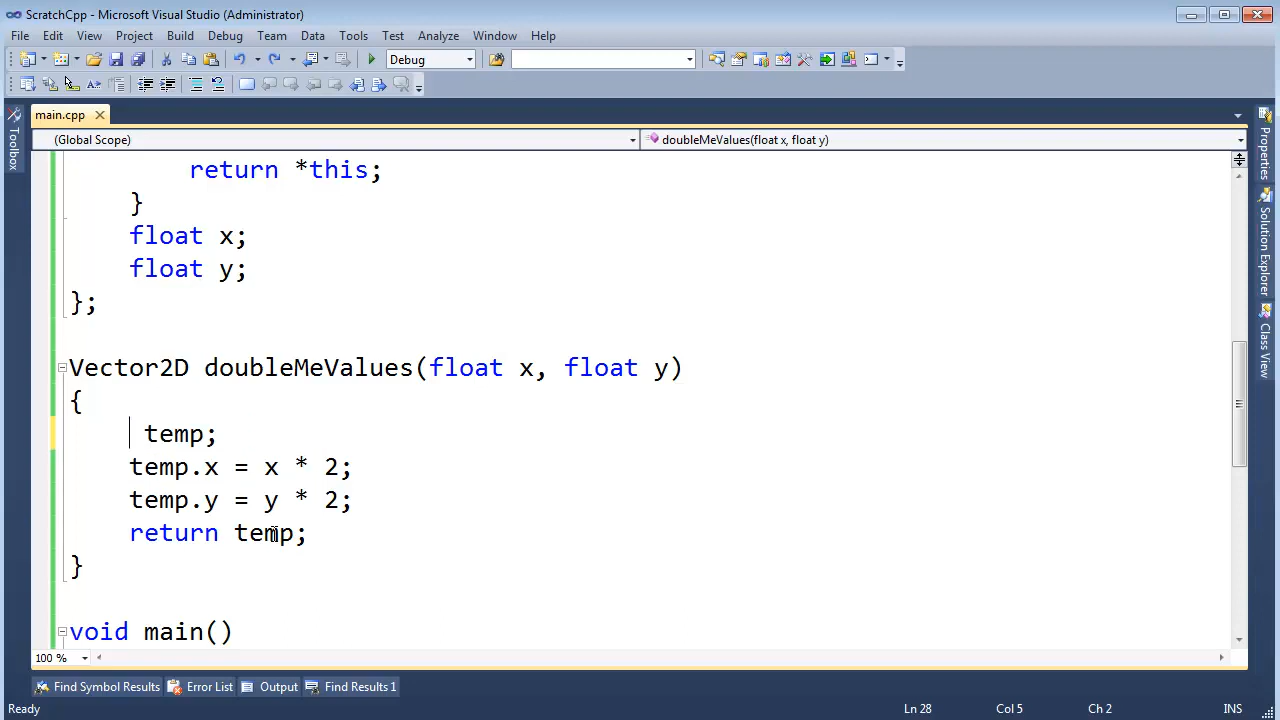 ScratchCpp - Microsoft Visual Studio (Administrator)
File Edit View Project Build Debug Team Data Tools Test Analyze Window Help
Debug
main.cpp
(Global Scope) doubleMeValues(float x, float y)
Toolbox
return *this;
}
float x;
float y;
};
Vector2D doubleMeValues(float x, float y)
{
temp;
temp.x = x * 2;
temp.y = y * 2;
return temp;
}
void main()
Properties
Solution Explorer
Class View
100 %
Find Symbol Results Error List Output Find Results 1
Ready Ln 28 Col 5 Ch 2 INS